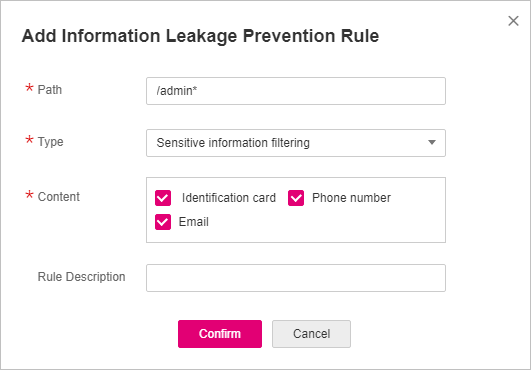 Add Information Leakage Prevention Rule
* Path /admin*
* Type Sensitive information filtering
* Content Identification card Phone number
Email
Rule Description
Confirm Cancel